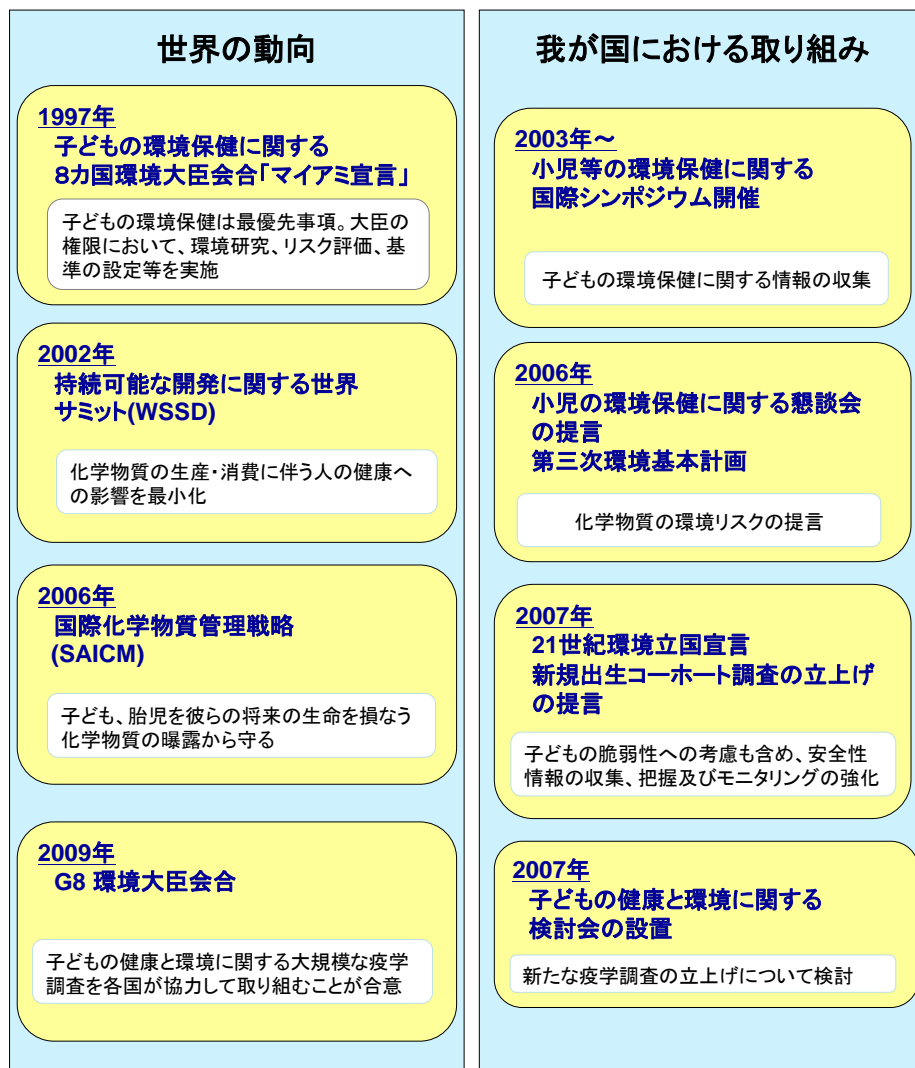 世界の動向
1997年
子どもの環境保健に関する
8カ国環境大臣会合「マイアミ宣言」
子どもの環境保健は最優先事項。大臣の
権限において、環境研究、リスク評価、基
準の設定等を実施
2002年
持続可能な開発に関する世界
サミット(WSSD)
化学物質の生産・消費に伴う人の健康へ
の影響を最小化
2006年
国際化学物質管理戦略
(SAICM)
子ども、胎児を彼らの将来の生命を損なう
化学物質の曝露から守る
2009年
G8 環境大臣会合
子どもの健康と環境に関する大規模な疫学
調査を各国が協力して取り組むことが合意
我が国における取り組み
2003年～
小児等の環境保健に関する
国際シンポジウム開催
子どもの環境保健に関する情報の収集
2006年
小児の環境保健に関する懇談会
の提言
第三次環境基本計画
化学物質の環境リスクの提言
2007年
21世紀環境立国宣言
新規出生コーホート調査の立上げ
の提言
子どもの脆弱性への考慮も含め、安全性
情報の収集、把握及びモニタリングの強化
2007年
子どもの健康と環境に関する
検討会の設置
新たな疫学調査の立上げについて検討